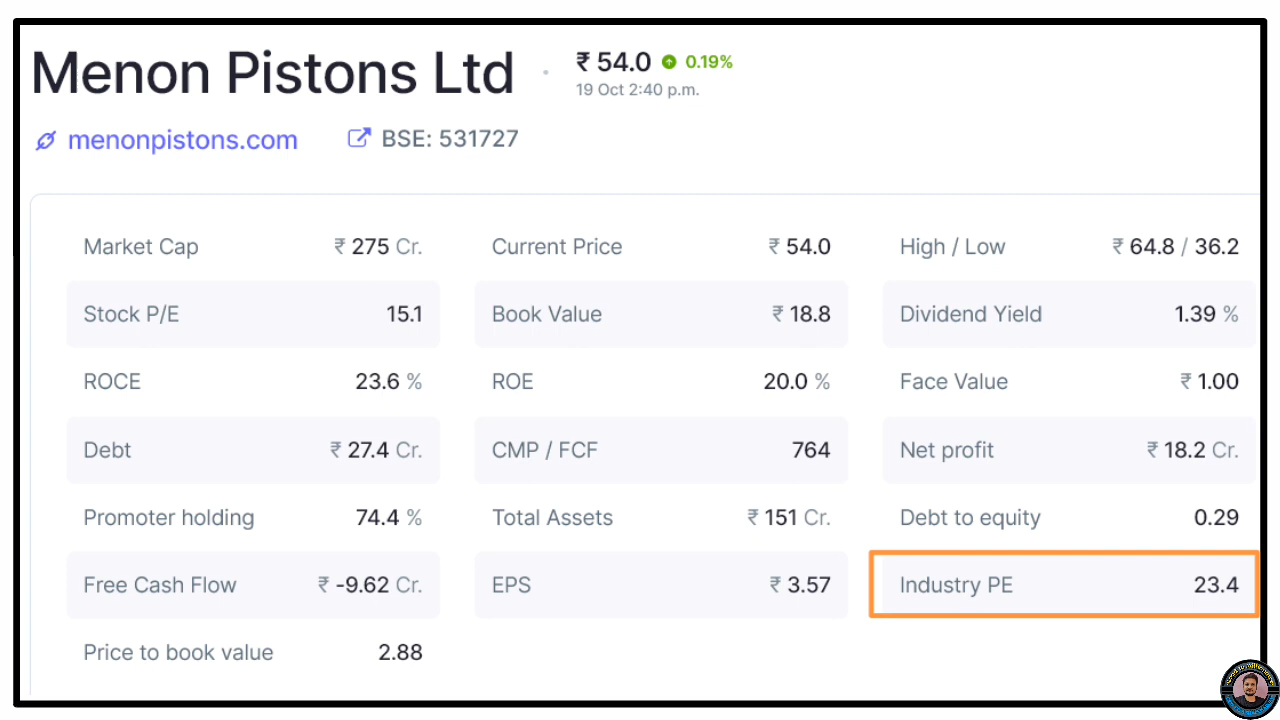 Menon Pistons Ltd
₹ 54.0 0.19%
19 Oct 2:40 p.m.
menonpistons.com BSE: 531727
Market Cap ₹ 275 Cr. Current Price ₹ 54.0 High / Low ₹ 64.8 / 36.2
Stock P/E 15.1 Book Value ₹ 18.8 Dividend Yield 1.39 %
ROCE 23.6 % ROE 20.0 % Face Value ₹ 1.00
Debt ₹ 27.4 Cr. CMP / FCF 764 Net profit ₹ 18.2 Cr.
Promoter holding 74.4 % Total Assets ₹ 151 Cr. Debt to equity 0.29
Free Cash Flow ₹ -9.62 Cr. EPS ₹ 3.57 Industry PE 23.4
Price to book value 2.88